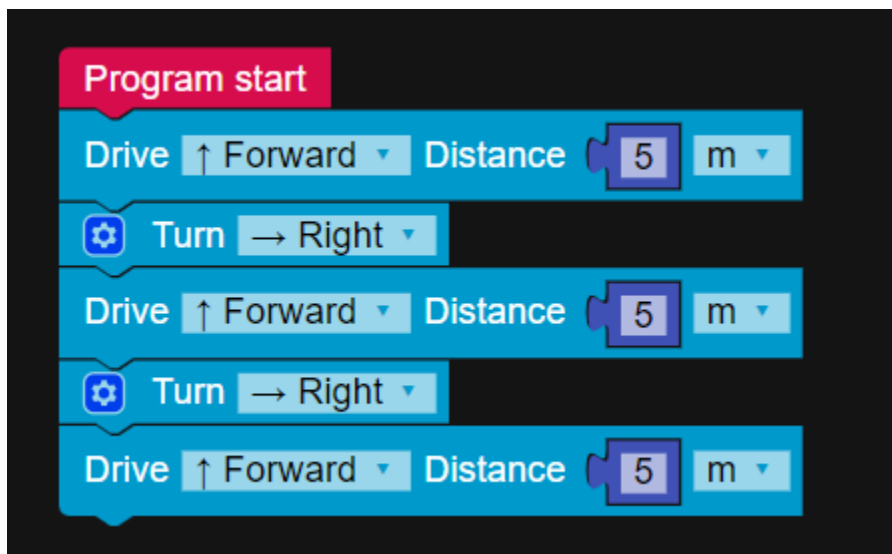 Program start
Drive ↑ Forward ▾ Distance 5 m ▾
Turn → Right ▾
Drive ↑ Forward ▾ Distance 5 m ▾
Turn → Right ▾
Drive ↑ Forward ▾ Distance 5 m ▾